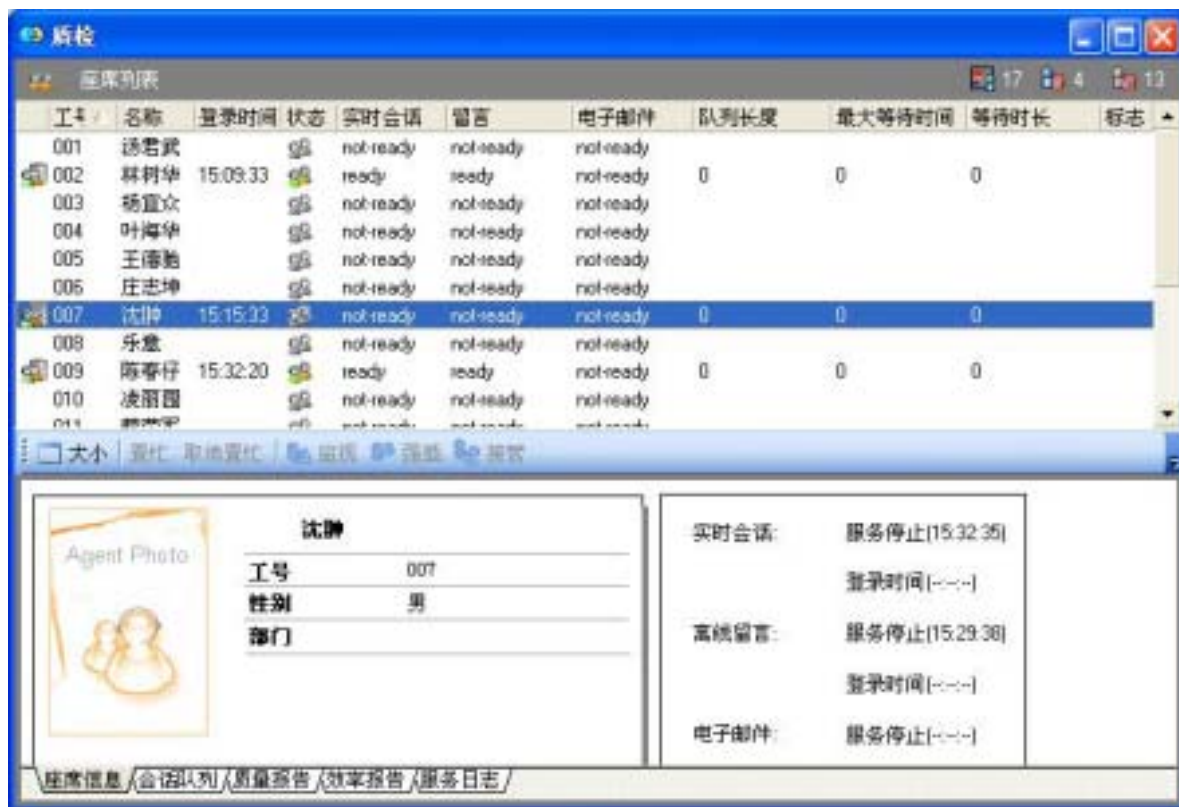 质检
座席列表 17 4 13
工号 名称 登录时间 状态 实时会话 留言 电子邮件 队列长度 最大等待时间 等待时长 标志
001 汤君武 not-ready not-ready not-ready
002 林树华 15:09:33 ready ready not-ready 0 0 0
003 杨宜众 not-ready not-ready not-ready
004 叶海华 not-ready not-ready not-ready
005 not-ready not-ready not-ready
006 庄志坤 not-ready not-ready not-ready
007 15:15:33 not-ready not-ready not-ready 0 0 0
008 乐意 not-ready not-ready not-ready
009 陈春仔 15:32:20 ready ready not-ready 0 0 0
010 凌丽园 not-ready not-ready not-ready
011
大小 置忙 取消置忙 监视 强插 接管
Agent Photo
工号 007
性别 男
部门
实时会话: 服务停止(15:32:35)
登录时间(--:--:--)
离线留言: 服务停止(15:29:38)
登录时间(--:--:--)
电子邮件: 服务停止(--:--:--)
座席信息 会话队列 质量报告 效率报告 服务日志